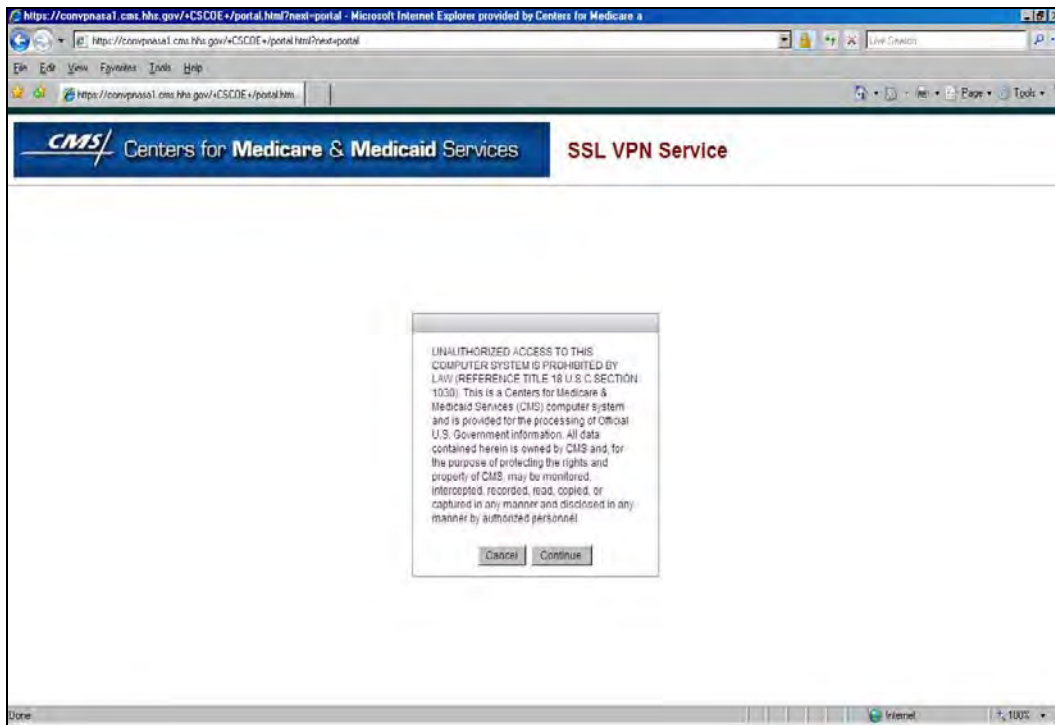 https://convpnasa1.cms.hhs.gov/+CSCOE+/portal.html?next=portal - Microsoft Internet Explorer provided by Centers for Medicare a
https://convpnasa1.cms.hhs.gov/+CSCOE+/portal.html?next=portal
Live Search
File Edit View Favorites Tools Help
https://convpnasa1.cms.hhs.gov/+CSCOE+/portal.htm...
Page Tools
CMS Centers for Medicare & Medicaid Services
SSL VPN Service
UNAUTHORIZED ACCESS TO THIS
COMPUTER SYSTEM IS PROHIBITED BY
LAW (REFERENCE TITLE 18 U.S.C SECTION
1030). This is a Centers for Medicare &
Medicaid Services (CMS) computer system
and is provided for the processing of Official
U.S. Government information. All data
contained herein is owned by CMS and, for
the purpose of protecting the rights and
property of CMS, may be monitored,
intercepted, recorded, read, copied, or
captured in any manner and disclosed in any
manner by authorized personnel.
Cancel Continue
Done
Internet
100%